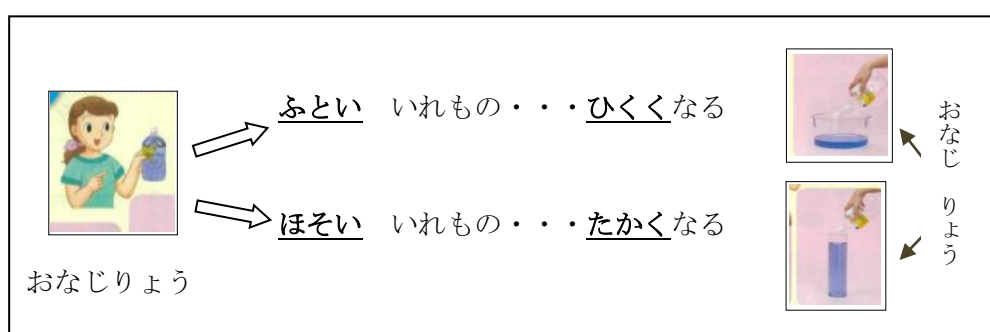 ふとい　いれもの・・・ひくくなる
ほそい　いれもの・・・たかくなる
おなじりょう
おなじ　りょう